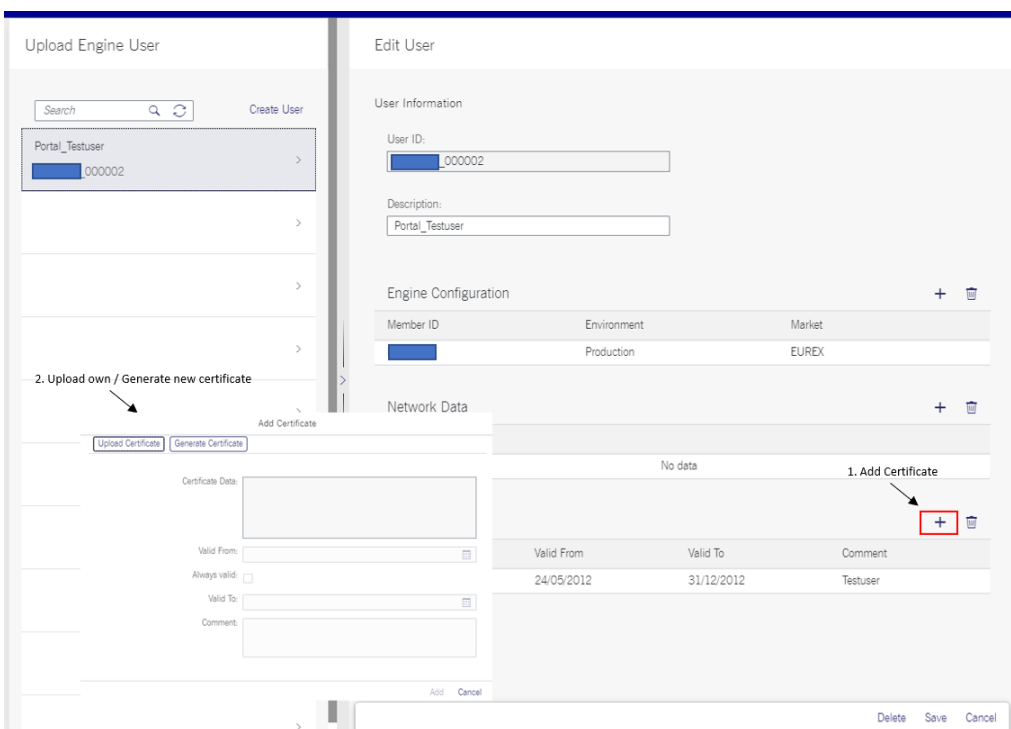 Upload Engine User
Search
Create User
Portal_Testuser
_000002
2. Upload own / Generate new certificate
Add Certificate
Upload Certificate Generate Certificate
Certificate Data:
Valid From:
Always valid:
Valid To:
Comment:
Add Cancel
Edit User
User Information
User ID:
_000002
Description:
Portal_Testuser
Engine Configuration
Member ID Environment Market
Production EUREX
Network Data
No data
1. Add Certificate
Valid From Valid To Comment
24/05/2012 31/12/2012 Testuser
Delete Save Cancel